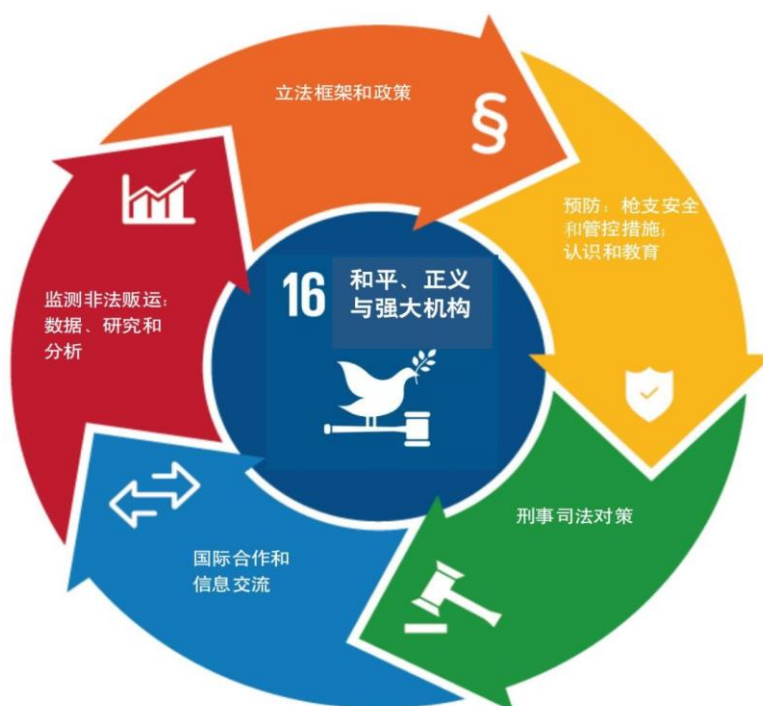 立法框架和政策
§
预防：枪支安全
和管控措施；
认识和教育
刑事司法对策
国际合作和
信息交流
监测非法贩运：
数据、研究和
分析
16
和平、正义
与强大机构